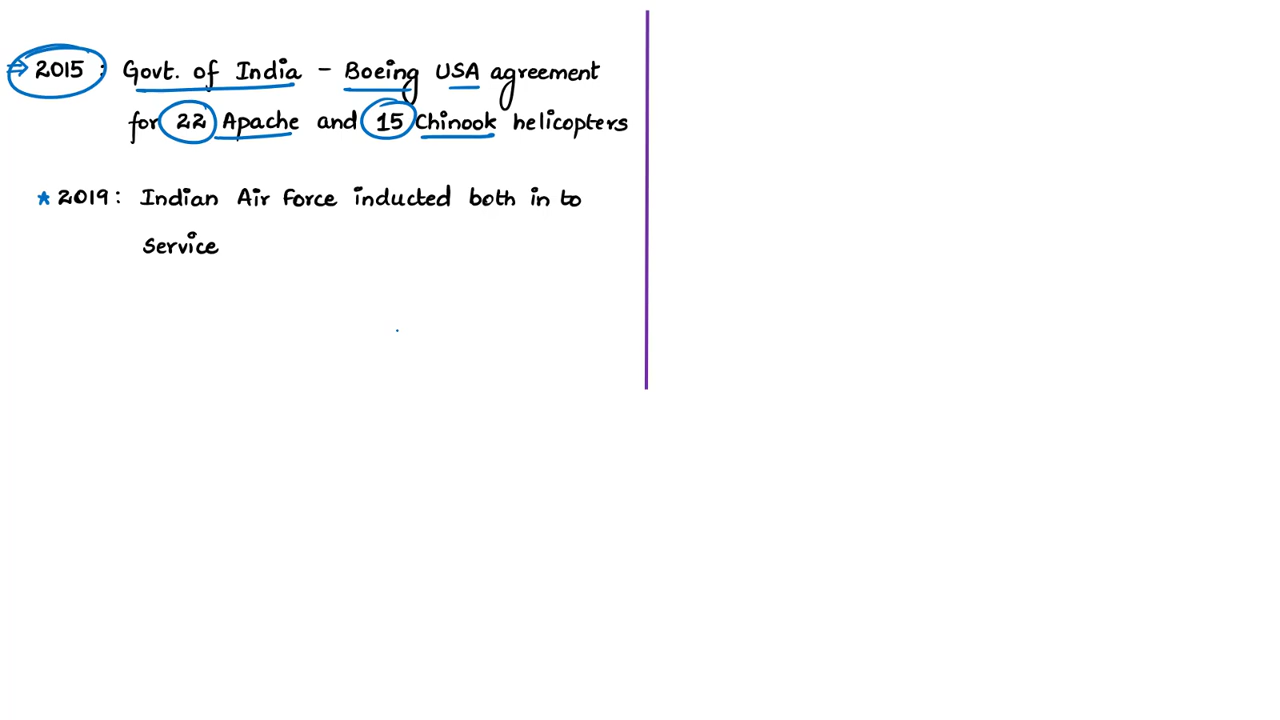 ⇒ 2015 : Govt. of India - Boeing USA agreement
for 22 Apache and 15 Chinook helicopters
* 2019 : Indian Air Force inducted both in to
Service